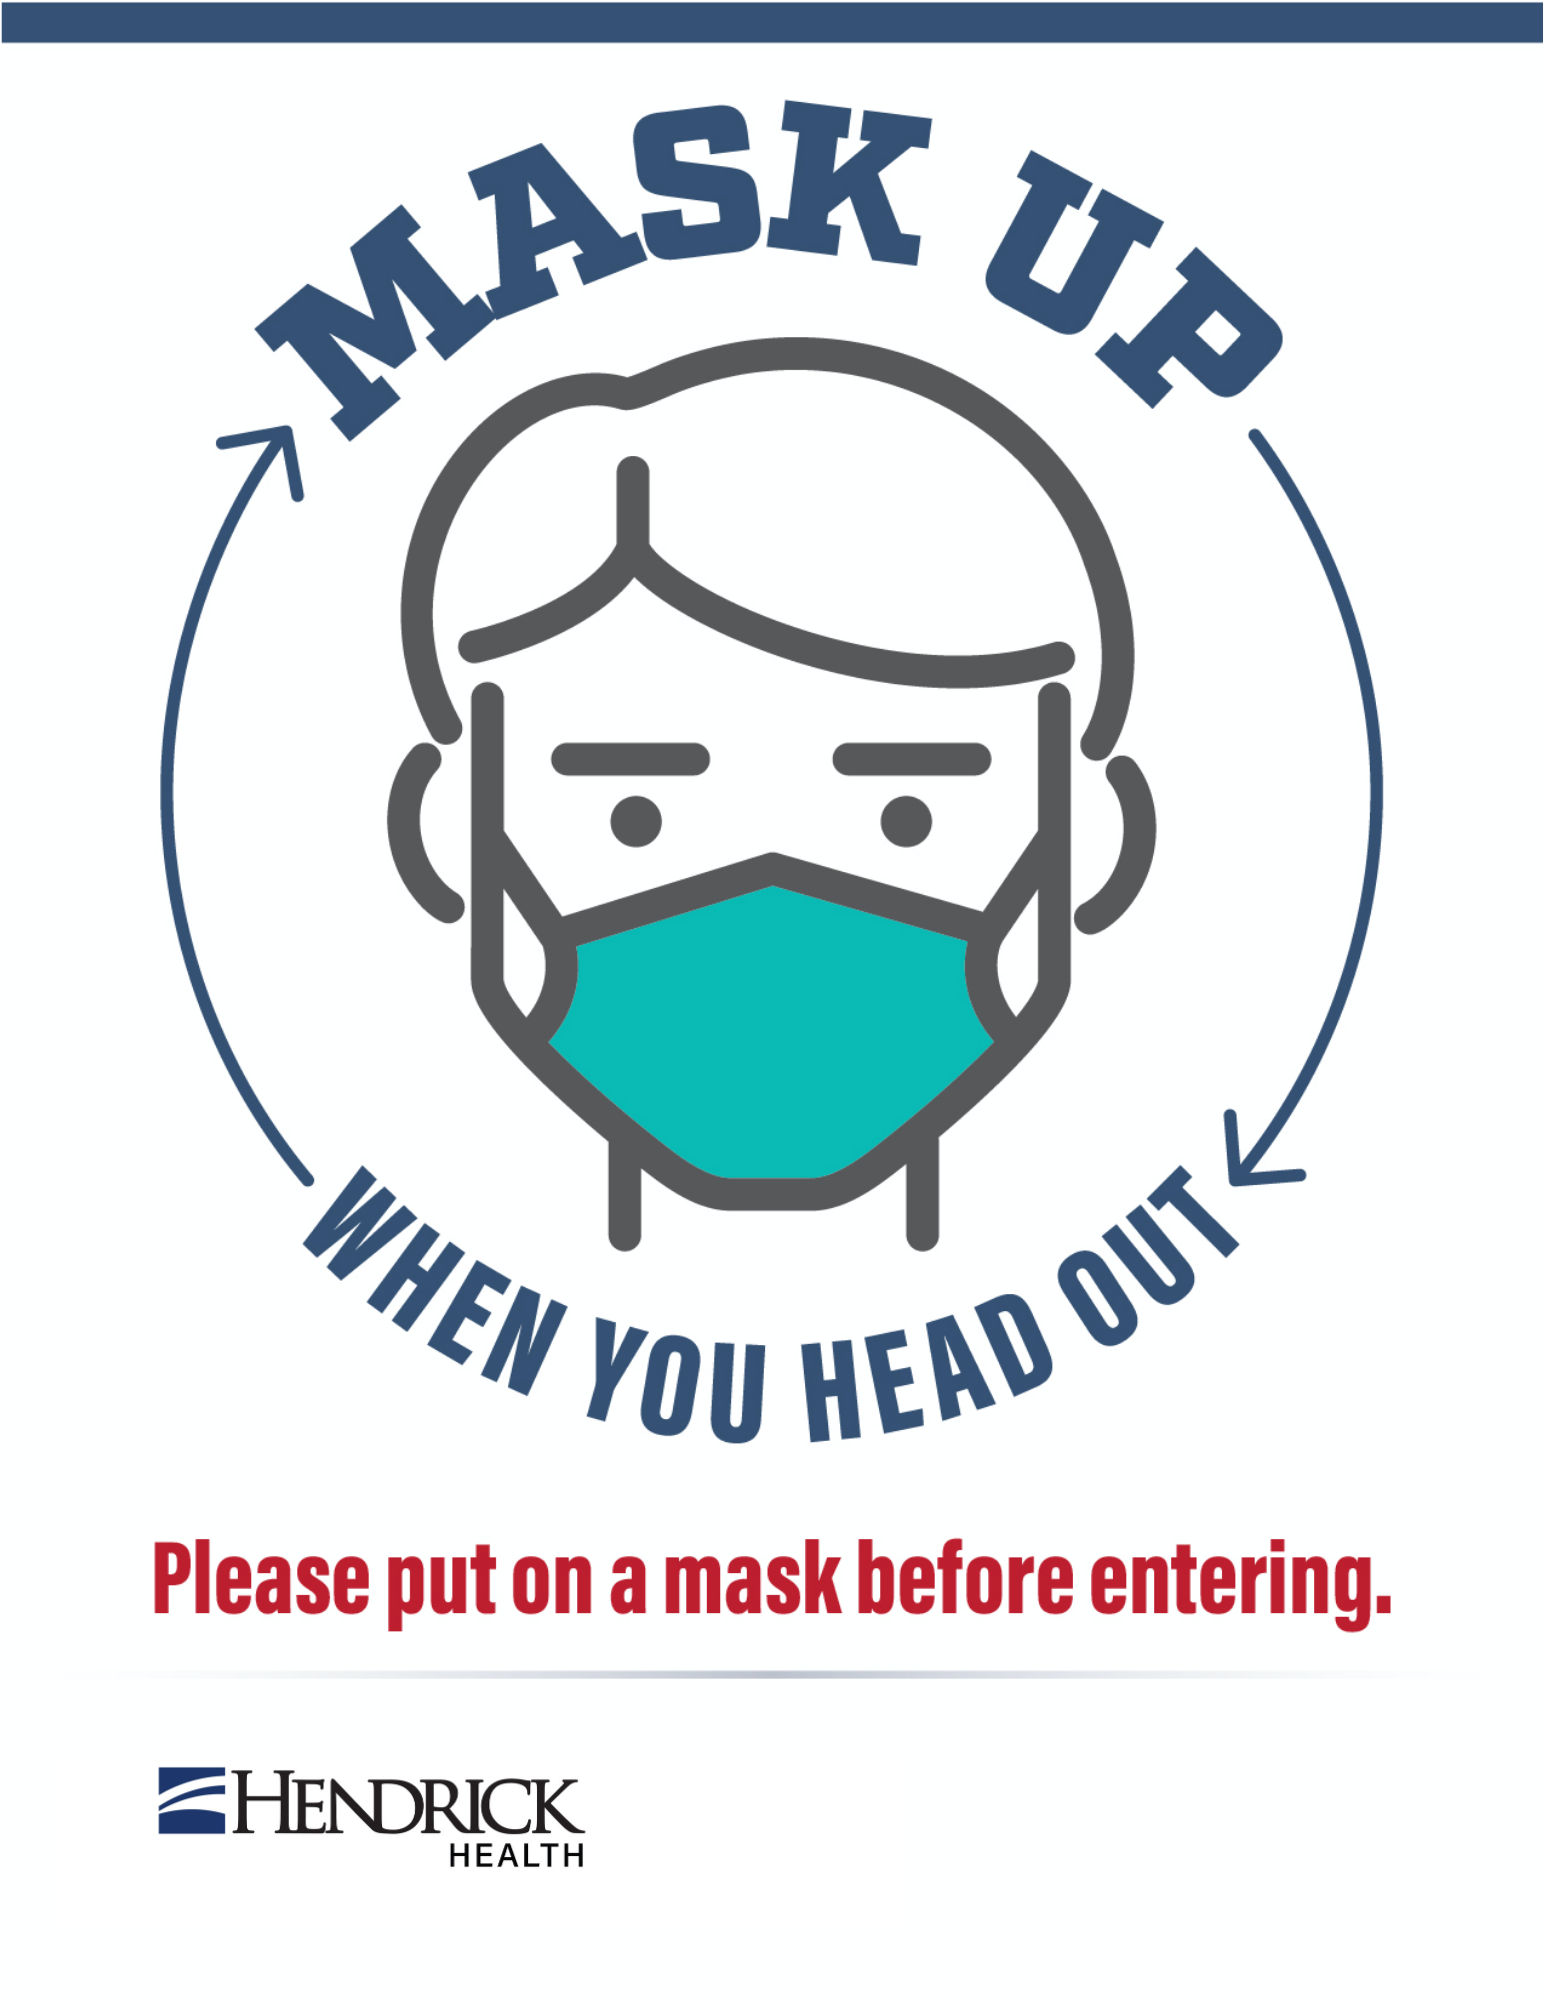 MASK UP
WHEN YOU HEAD OUT
Please put on a mask before entering.
HENDRICK
HEALTH